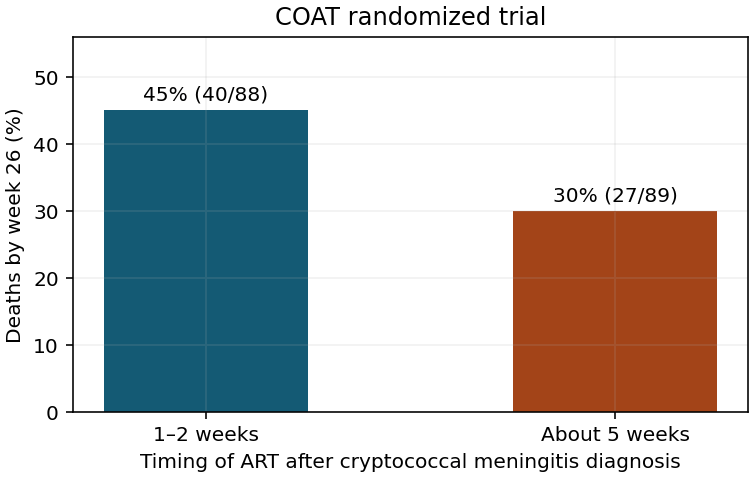 COAT randomized trial
Deaths by week 26 (%)
50
40
30
20
10
0
45% (40/88)
30% (27/89)
1–2 weeks
About 5 weeks
Timing of ART after cryptococcal meningitis diagnosis